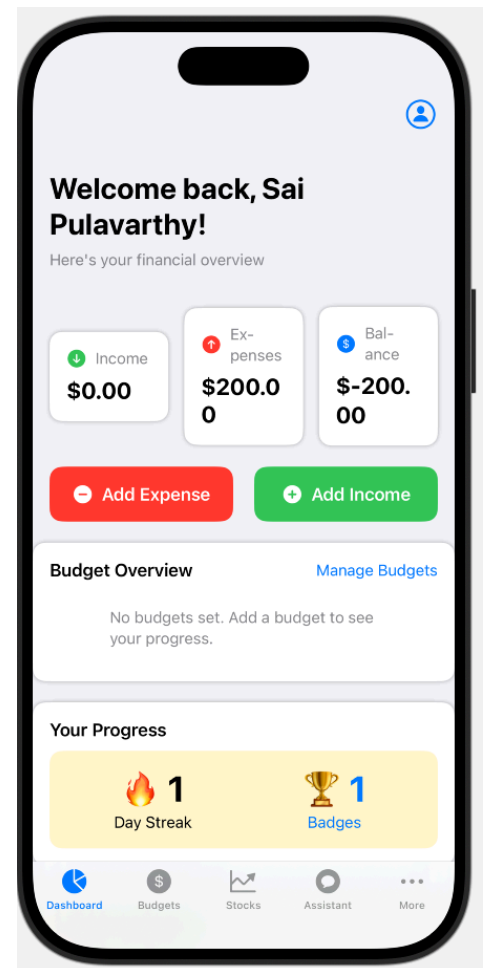 Welcome back, Sai
Pulavarthy!
Here's your financial overview
Income
$0.00
Ex-
penses
$200.0
0
Bal-
ance
$-200.
00
Add Expense
Add Income
Budget Overview
Manage Budgets
No budgets set. Add a budget to see
your progress.
Your Progress
🔥 1
Day Streak
🏆 1
Badges
Dashboard
Budgets
Stocks
Assistant
More